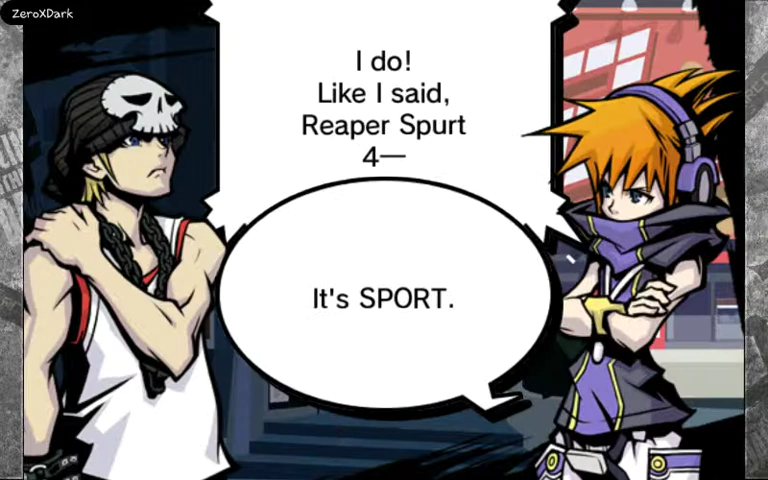 ZeroXDark
I do!
Like I said,
Reaper Spurt
4—
It's SPORT.